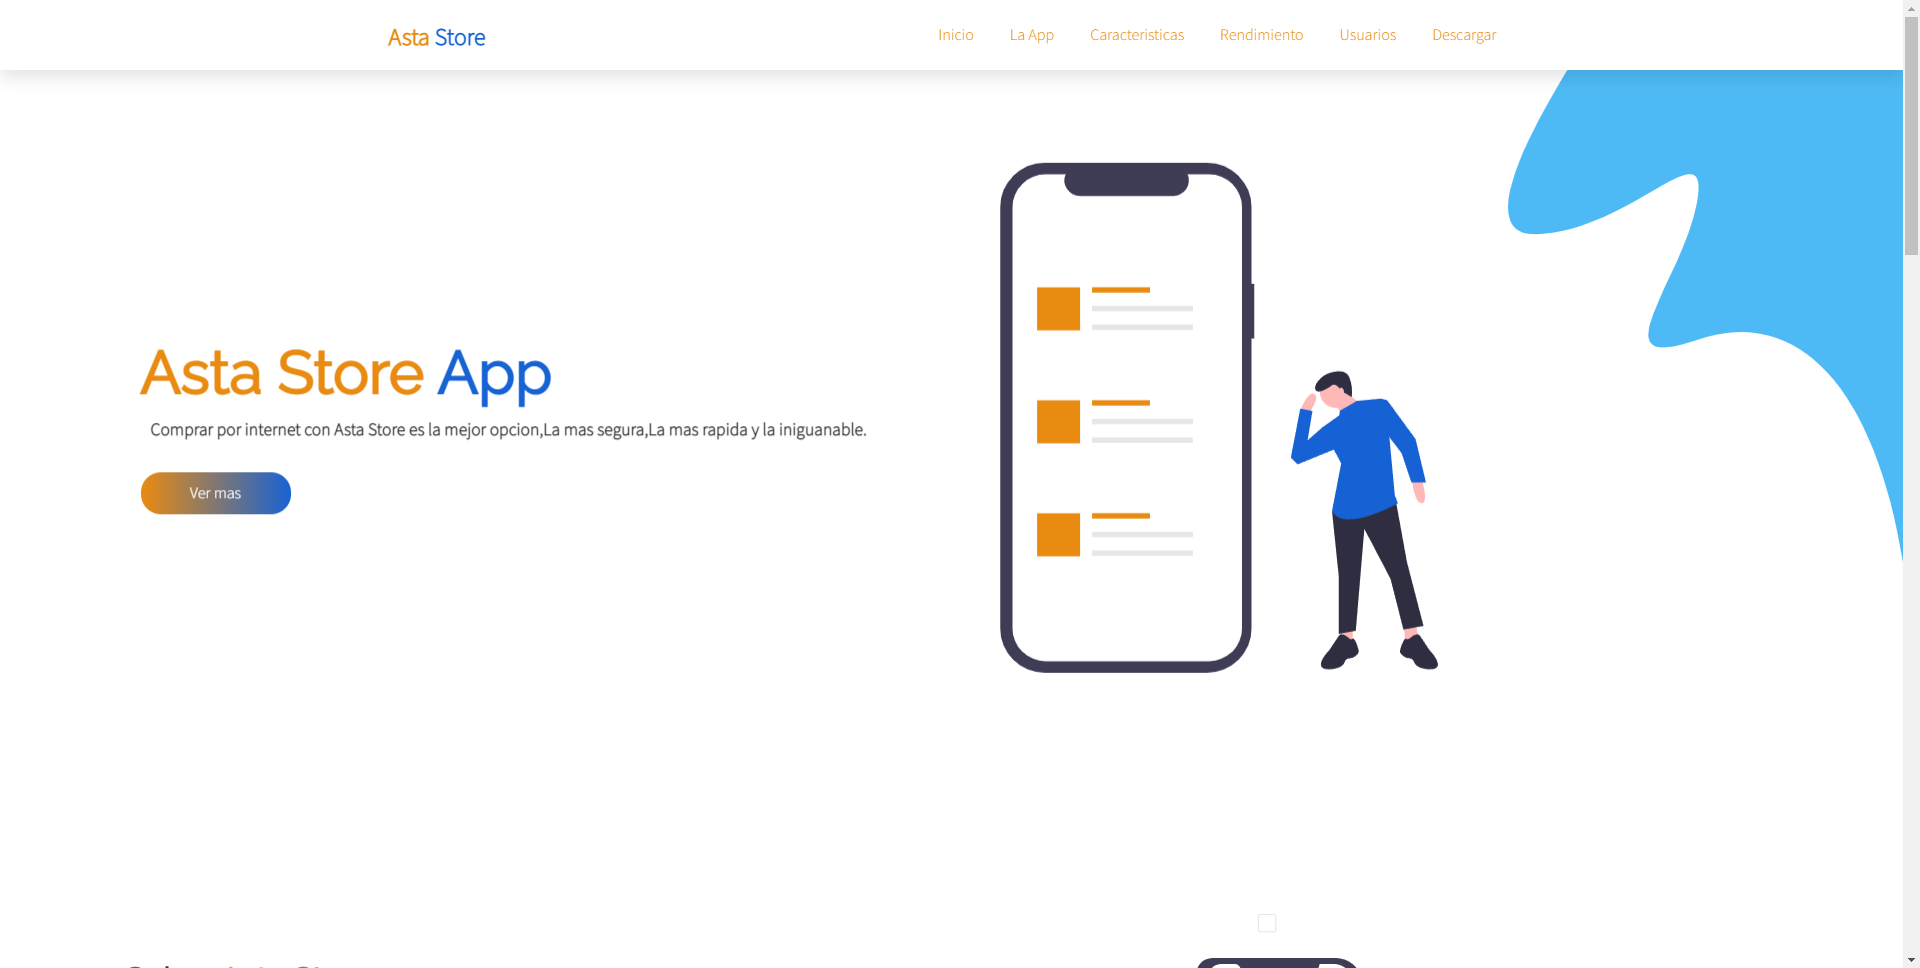 Asta Store
Inicio La App Caracteristicas Rendimiento Usuarios Descargar
Asta Store App
Comprar por internet con Asta Store es la mejor opcion,La mas segura,La mas rapida y la iniguanable.
Ver mas